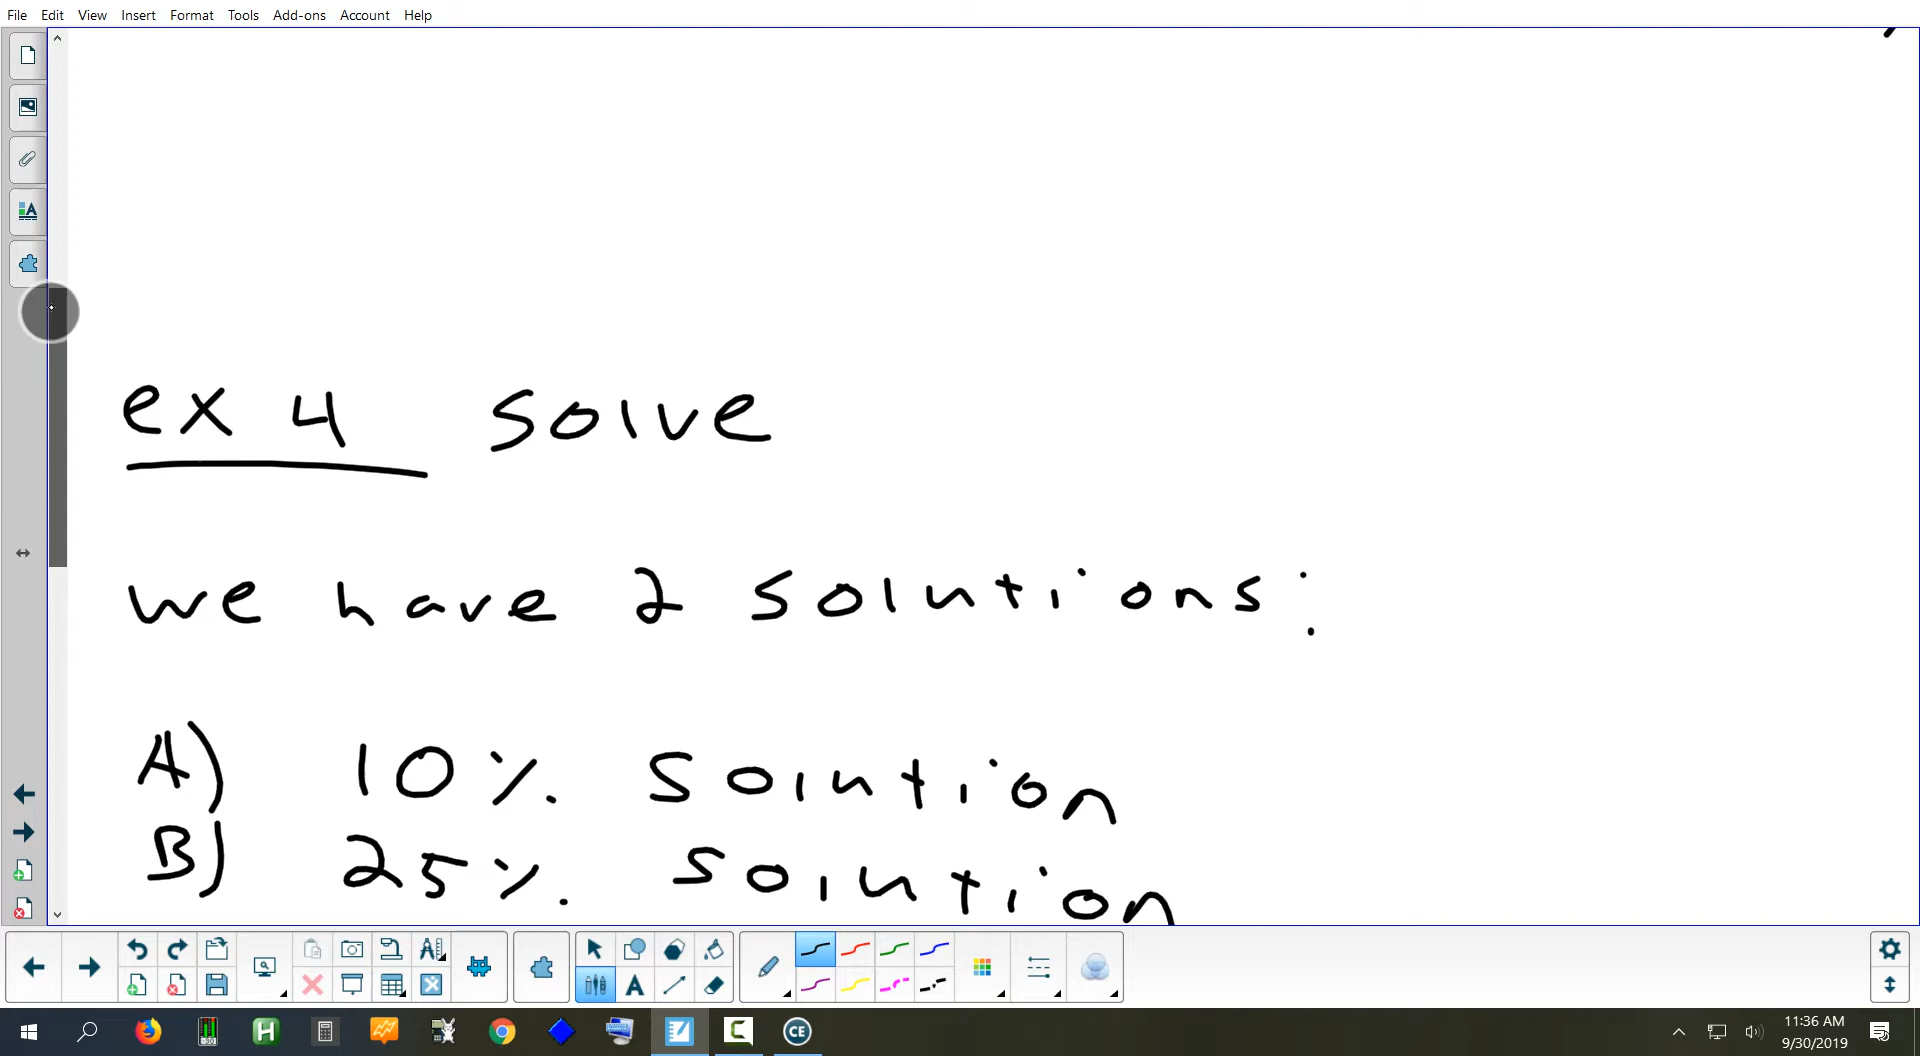 File Edit View Insert Format Tools Add-ons Account Help
ex 4 solve
we have 2 solutions:
A) 10% solution
B) 25% solution
11:36 AM
9/30/2019